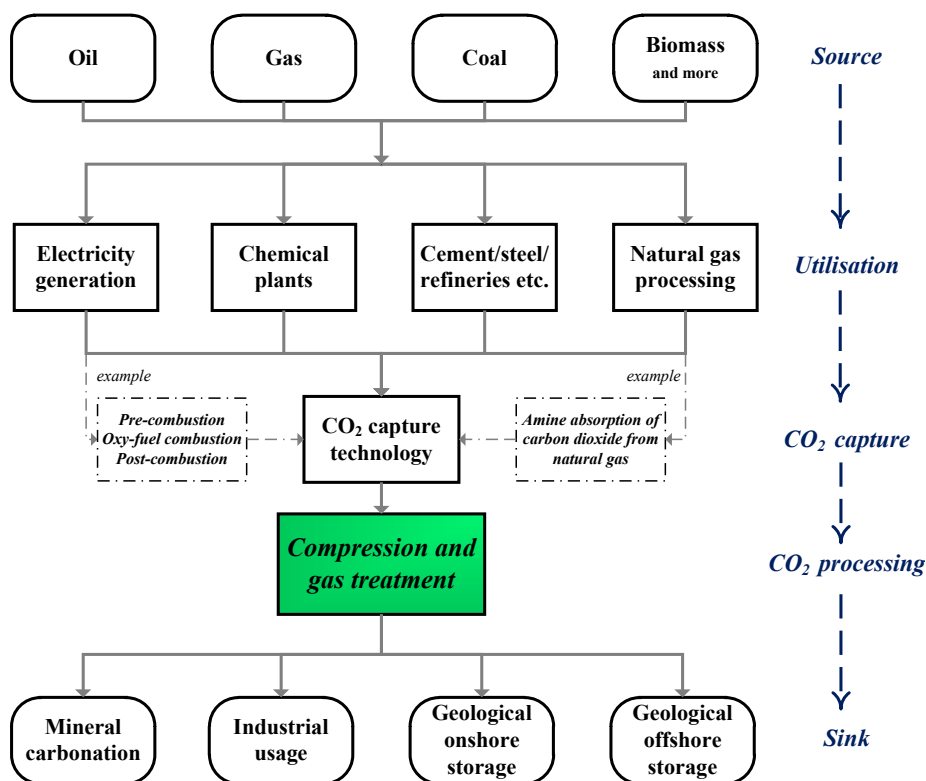 Oil
Gas
Coal
Biomass
and more
Source
Electricity
generation
Chemical
plants
Cement/steel/
refineries etc.
Natural gas
processing
Utilisation
example
example
Pre-combustion
Oxy-fuel combustion
Post-combustion
CO₂ capture
technology
Amine absorption of
carbon dioxide from
natural gas
CO₂ capture
Compression and
gas treatment
CO₂ processing
Mineral
carbonation
Industrial
usage
Geological
onshore
storage
Geological
offshore
storage
Sink